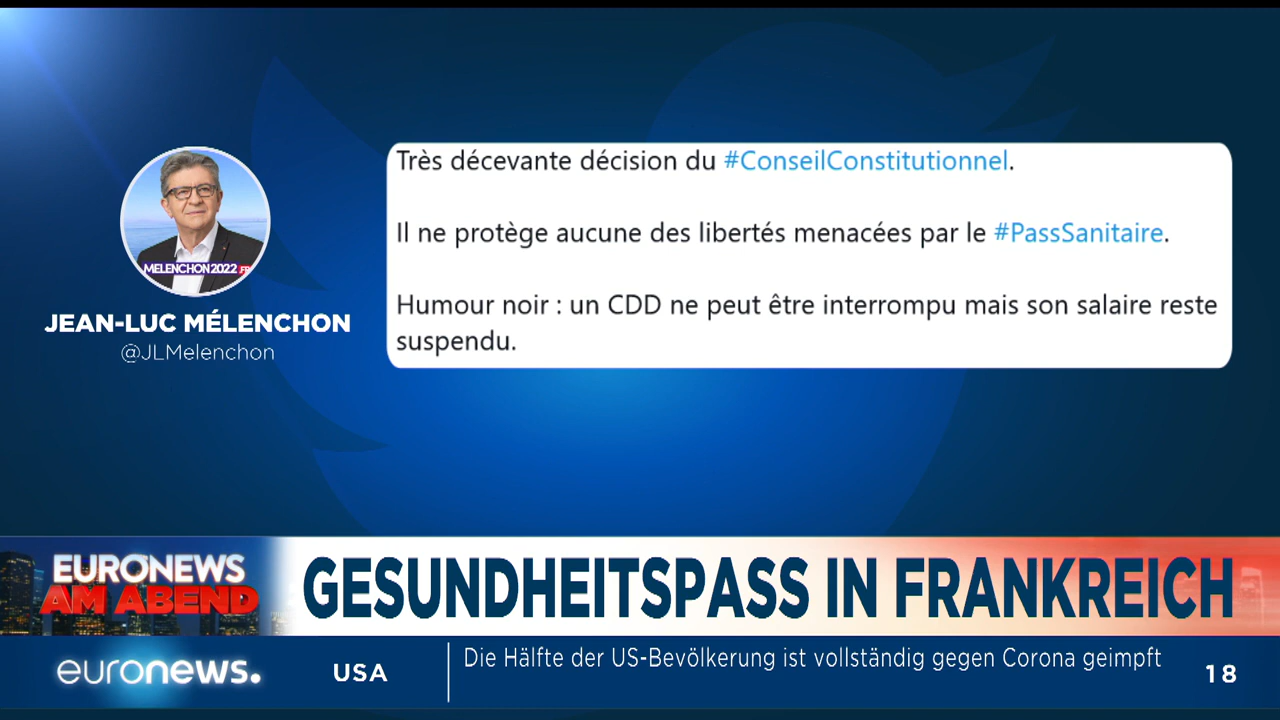 Très décevante décision du #ConseilConstitutionnel.
Il ne protège aucune des libertés menacées par le #PassSanitaire.
Humour noir : un CDD ne peut être interrompu mais son salaire reste
suspendu.
MELENCHON2022.FR
JEAN-LUC MÉLENCHON
@JLMelenchon
EURONEWS
AM ABEND
GESUNDHEITSPASS IN FRANKREICH
euronews.
USA
Die Hälfte der US-Bevölkerung ist vollständig gegen Corona geimpft
18